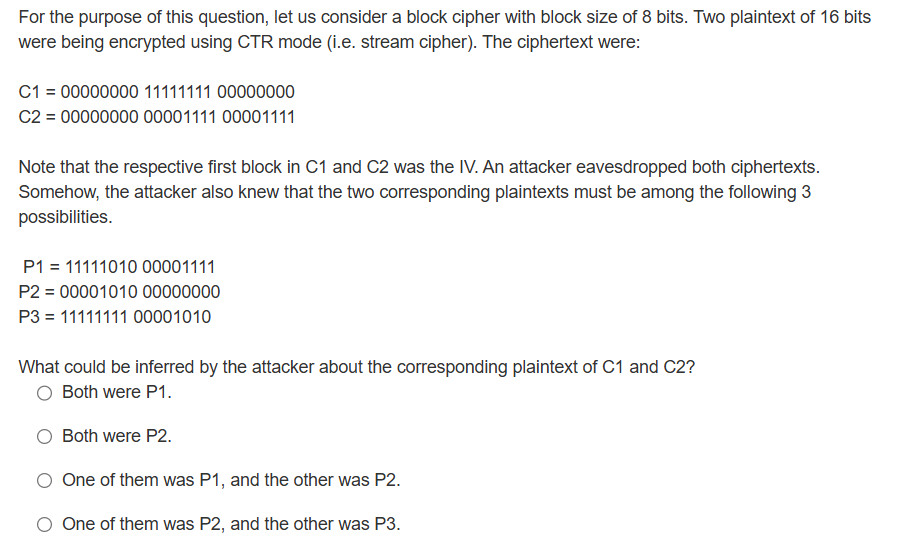 For the purpose of this question, let us consider a block cipher with block size of 8 bits. Two plaintext of 16 bits
were being encrypted using CTR mode (i.e. stream cipher). The ciphertext were:
C1 = 00000000 11111111 00000000
C2 = 00000000 00001111 00001111
Note that the respective first block in C1 and C2 was the IV. An attacker eavesdropped both ciphertexts.
Somehow, the attacker also knew that the two corresponding plaintexts must be among the following 3
possibilities.
P1 = 11111010 00001111
P2 = 00001010 00000000
P3 = 11111111 00001010
What could be inferred by the attacker about the corresponding plaintext of C1 and C2?
Both were P1.
Both were P2.
One of them was P1, and the other was P2.
One of them was P2, and the other was P3.